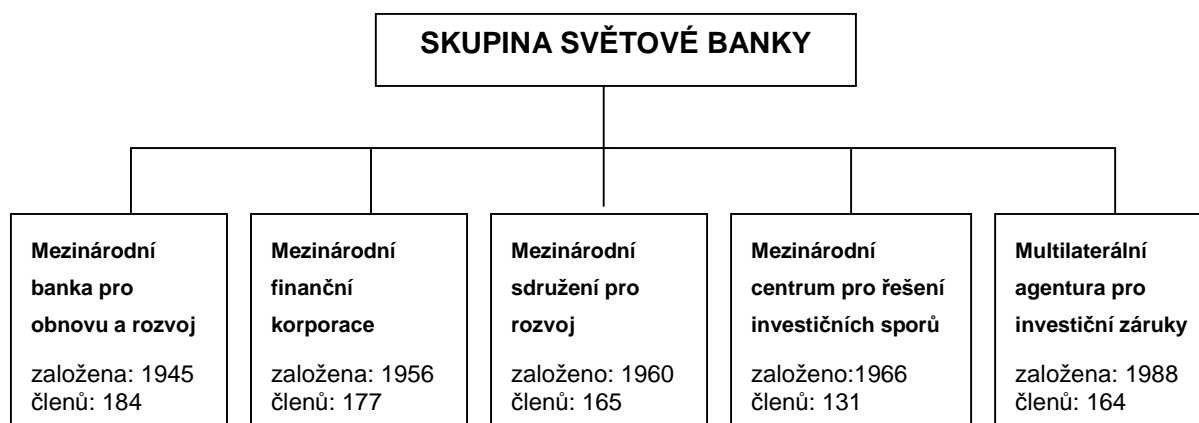 SKUPINA SVĚTOVÉ BANKY
Mezinárodní
banka pro
obnovu a rozvoj
založena: 1945
členů: 184
Mezinárodní
finanční
korporace
založena: 1956
členů: 177
Mezinárodní
sdružení pro
rozvoj
založeno: 1960
členů: 165
Mezinárodní
centrum pro řešení
investičních sporů
založeno:1966
členů: 131
Multilaterální
agentura pro
investiční záruky
založena: 1988
členů: 164